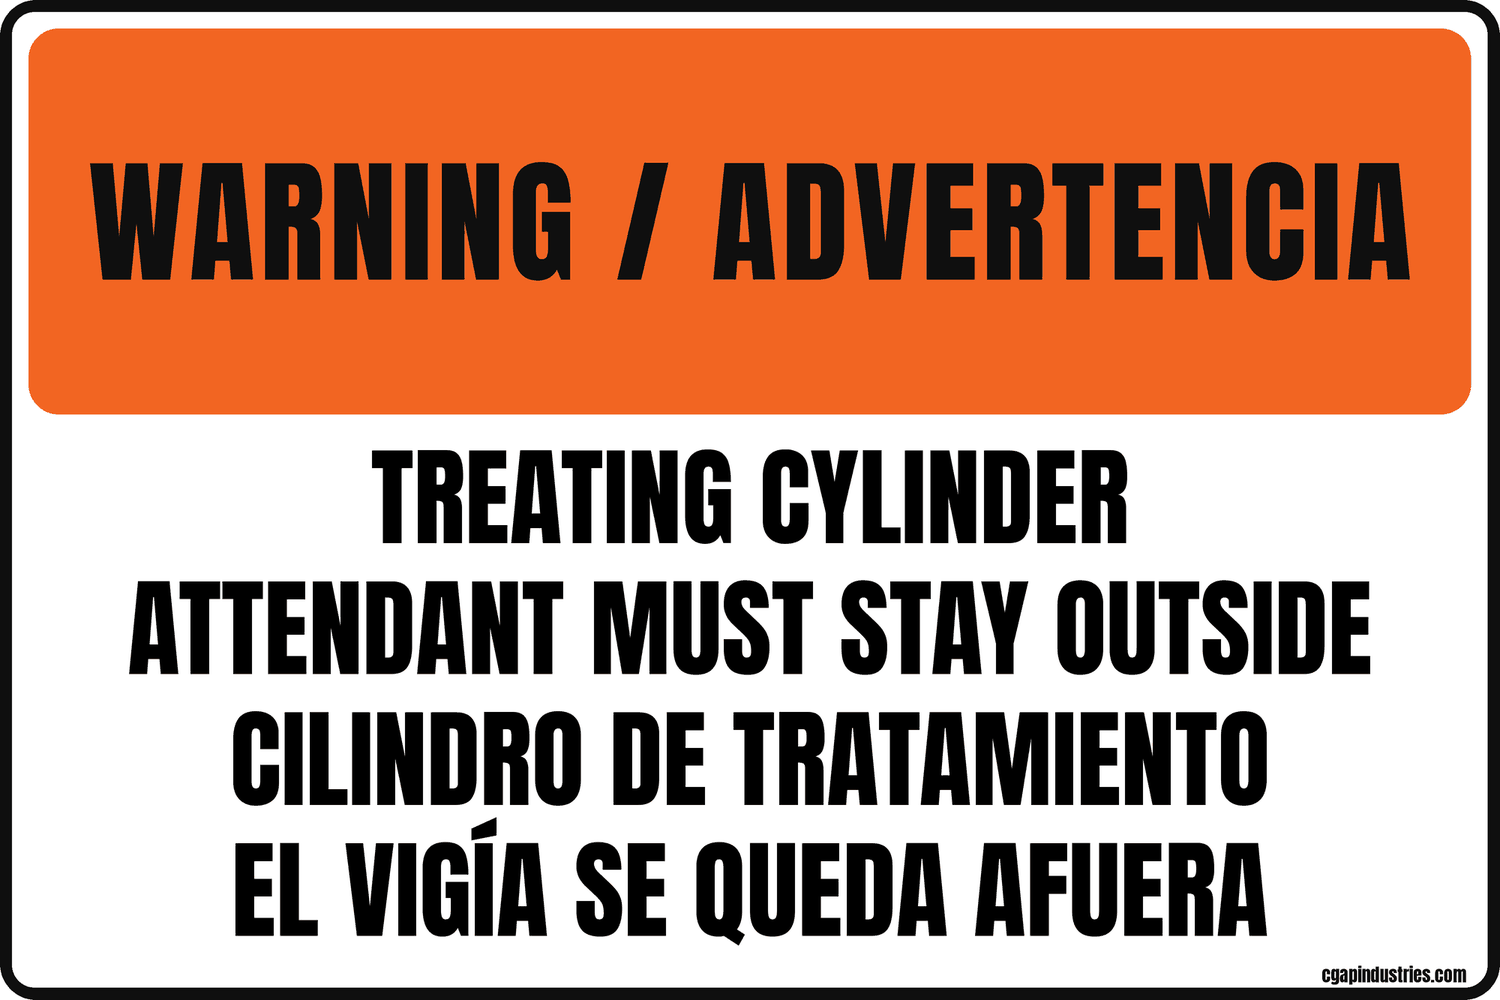 WARNING / ADVERTENCIA
TREATING CYLINDER
ATTENDANT MUST STAY OUTSIDE
CILINDRO DE TRATAMIENTO
EL VIGÍA SE QUEDA AFUERA
cgapindustries.com